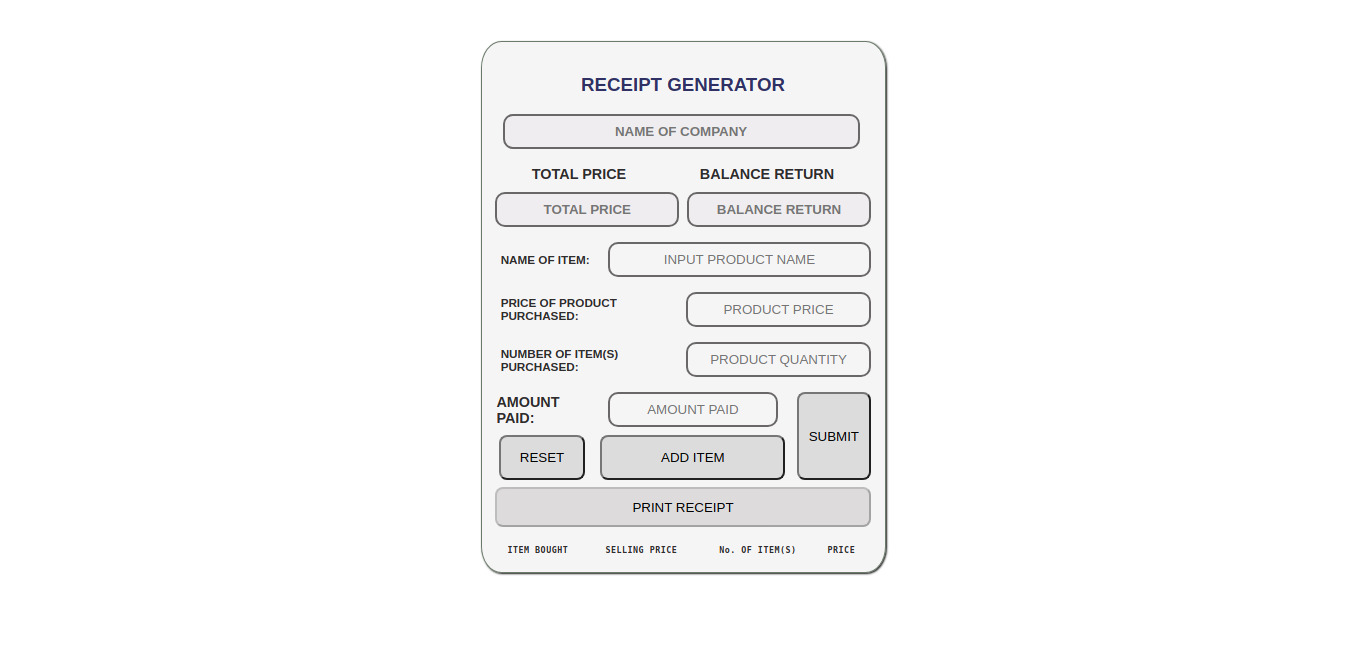 RECEIPT GENERATOR
NAME OF COMPANY
TOTAL PRICE BALANCE RETURN
TOTAL PRICE BALANCE RETURN
NAME OF ITEM: INPUT PRODUCT NAME
PRICE OF PRODUCT
PURCHASED:
PRODUCT PRICE
NUMBER OF ITEM(S)
PURCHASED:
PRODUCT QUANTITY
AMOUNT
PAID:
AMOUNT PAID
SUBMIT
RESET ADD ITEM
PRINT RECEIPT
ITEM BOUGHT SELLING PRICE No. OF ITEM(S) PRICE